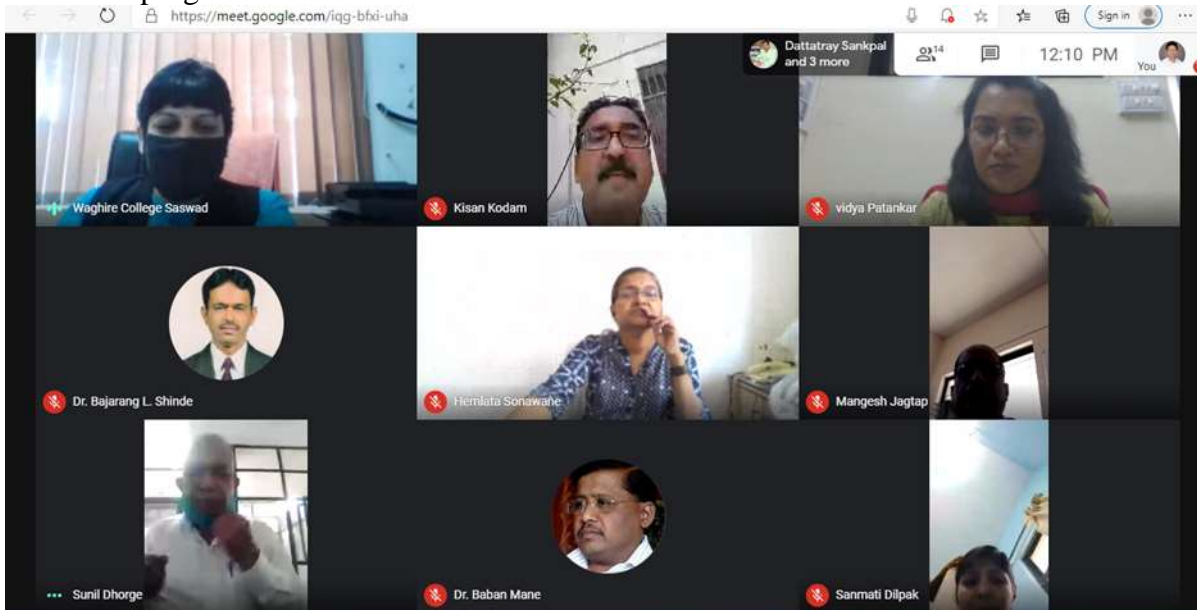 https://meet.google.com/iqg-bfxi-uha
Sign in
Dattatray Sankpal
and 3 more
14
12:10 PM
You
Waghire College Saswad
Kisan Kodam
vidya Patankar
Dr. Bajarang L. Shinde
Hemlata Sonawane
Mangesh Jagtap
Sunil Dhorge
Dr. Baban Mane
Sanmati Dilpak